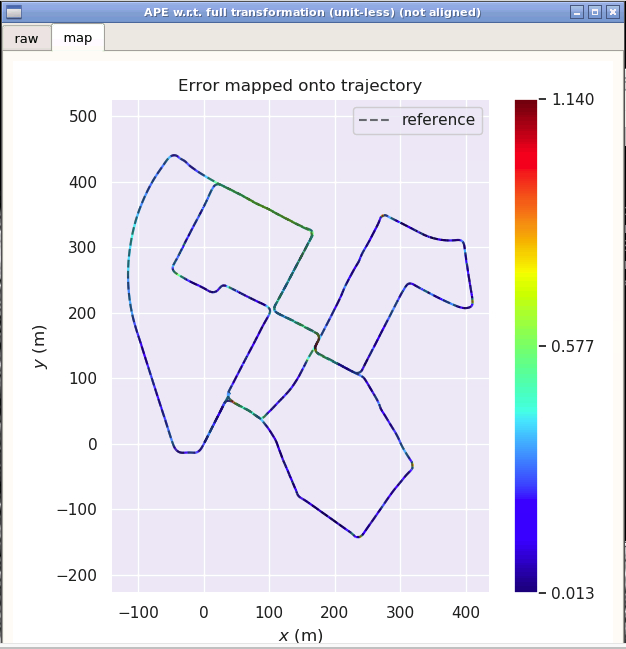 APE w.r.t. full transformation (unit-less) (not aligned)
raw map
Error mapped onto trajectory
reference
500
400
300
200
100
0
−100
−200
y (m)
−100 0 100 200 300 400
x (m)
1.140
0.577
0.013